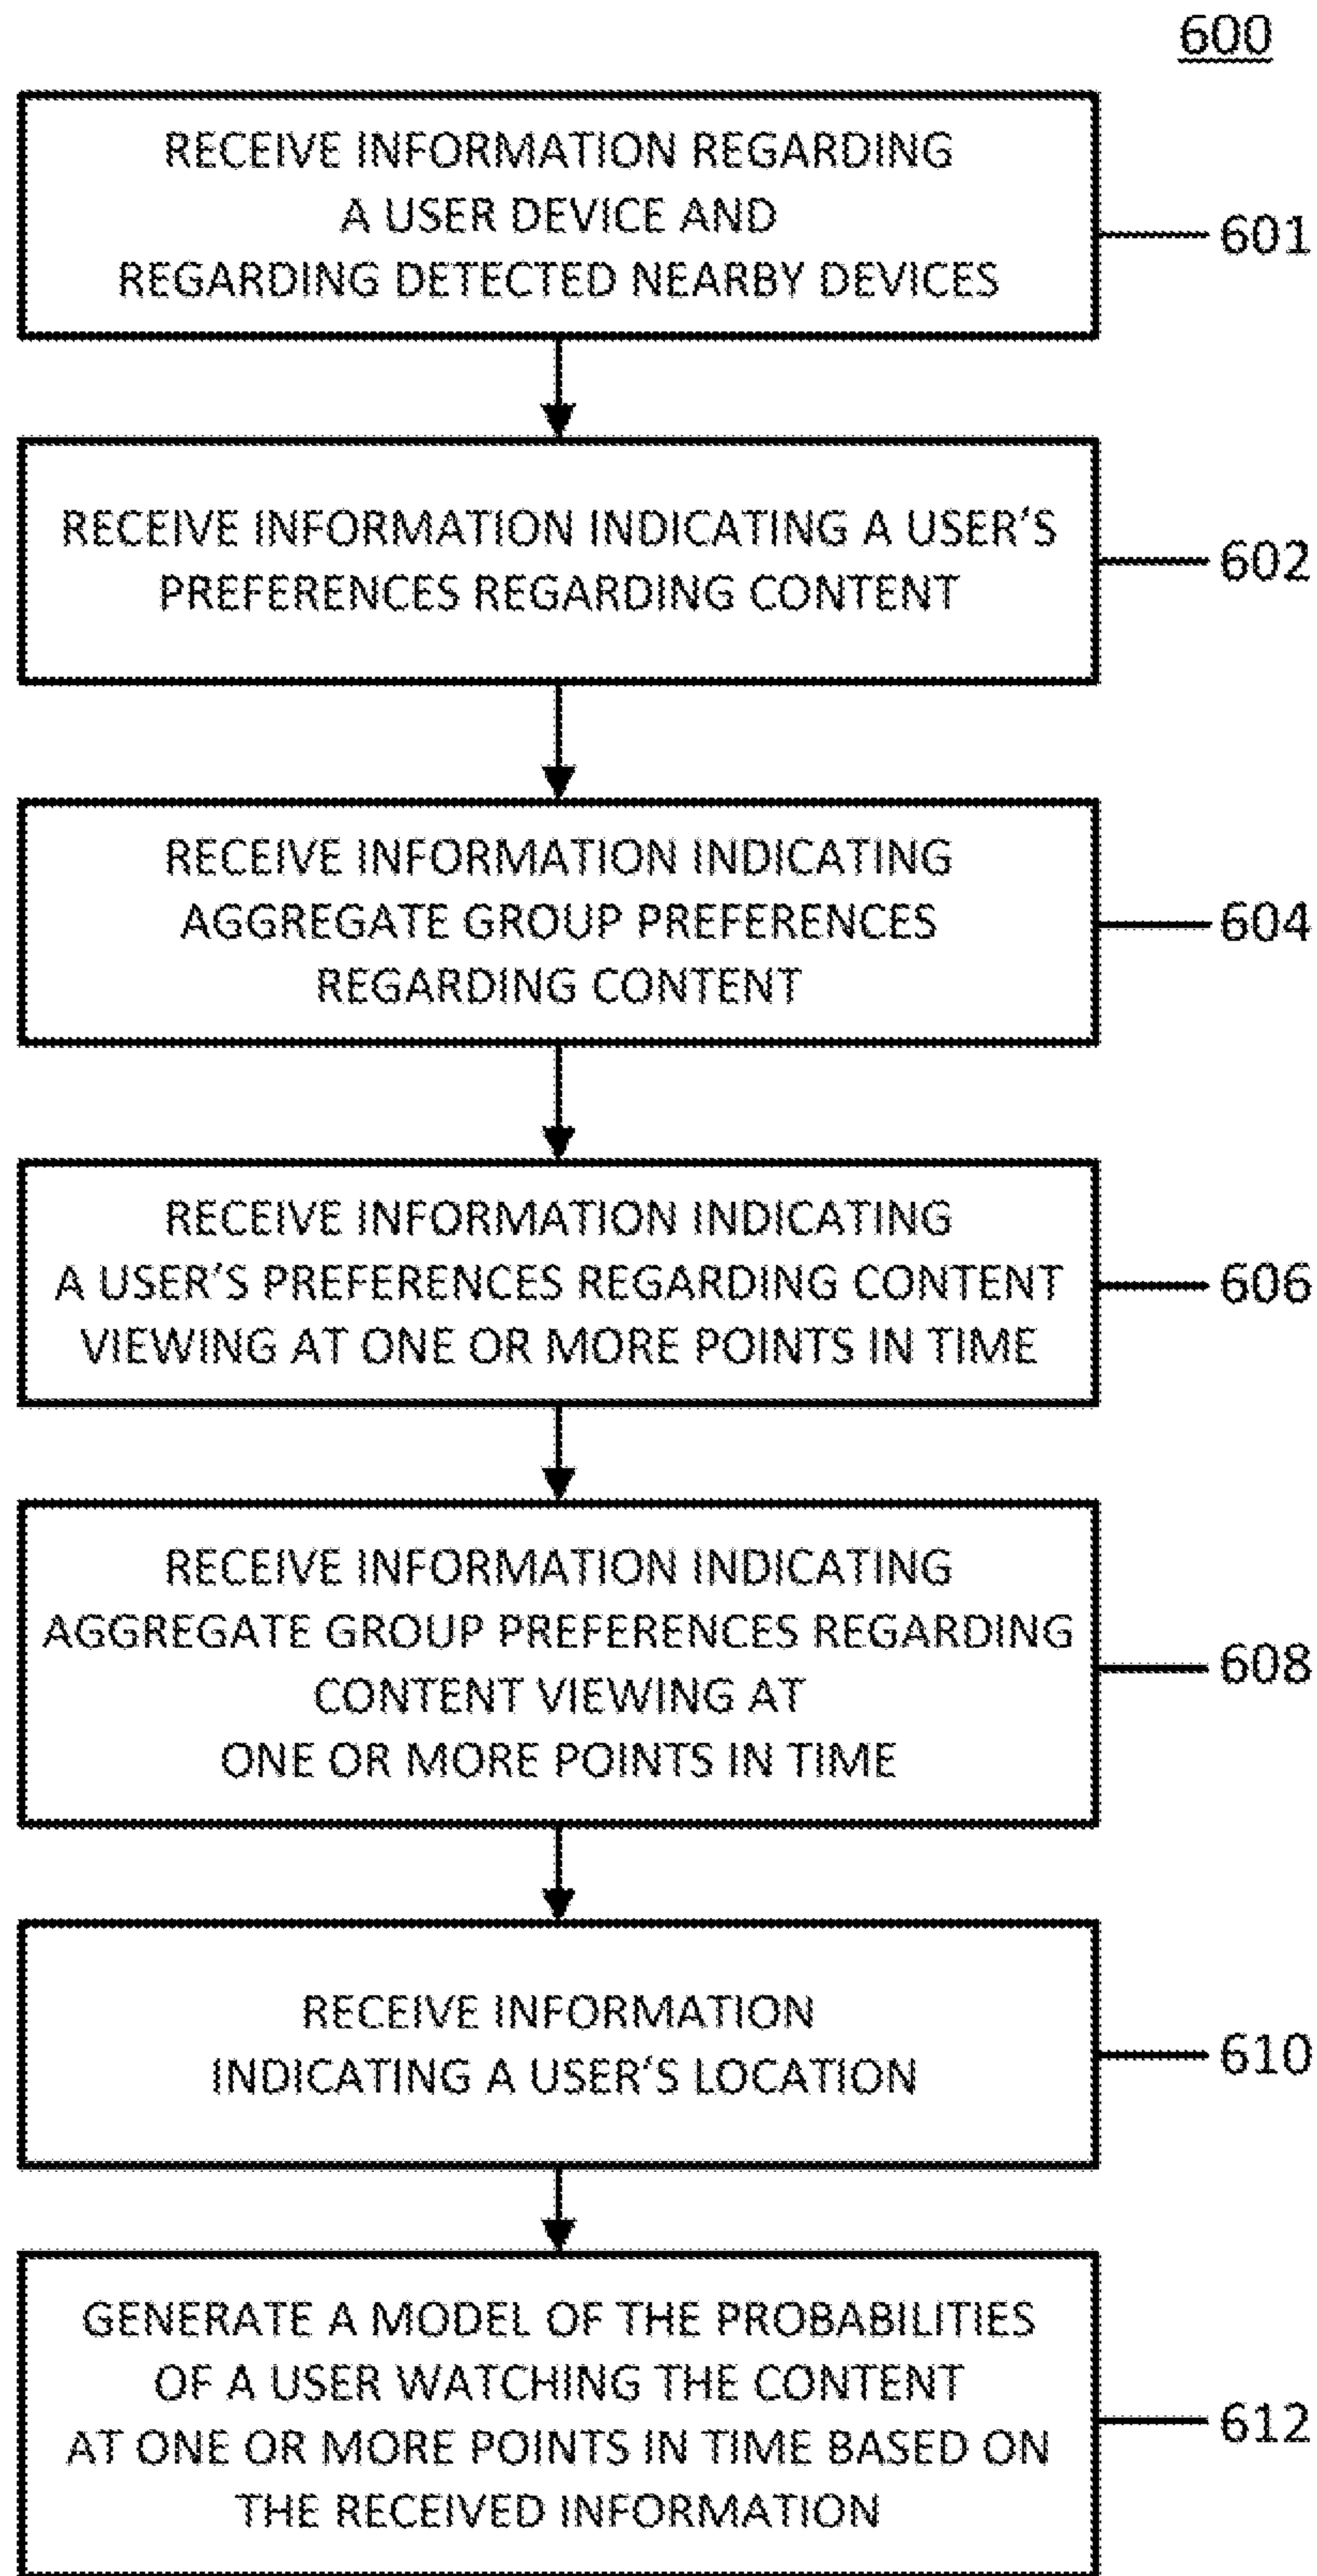 600
RECEIVE INFORMATION REGARDING
A USER DEVICE AND
REGARDING DETECTED NEARBY DEVICES
601
RECEIVE INFORMATION INDICATING A USER'S
PREFERENCES REGARDING CONTENT
602
RECEIVE INFORMATION INDICATING
AGGREGATE GROUP PREFERENCES
REGARDING CONTENT
604
RECEIVE INFORMATION INDICATING
A USER'S PREFERENCES REGARDING CONTENT
VIEWING AT ONE OR MORE POINTS IN TIME
606
RECEIVE INFORMATION INDICATING
AGGREGATE GROUP PREFERENCES REGARDING
CONTENT VIEWING AT
ONE OR MORE POINTS IN TIME
608
RECEIVE INFORMATION
INDICATING A USER'S LOCATION
610
GENERATE A MODEL OF THE PROBABILITIES
OF A USER WATCHING THE CONTENT
AT ONE OR MORE POINTS IN TIME BASED ON
THE RECEIVED INFORMATION
612